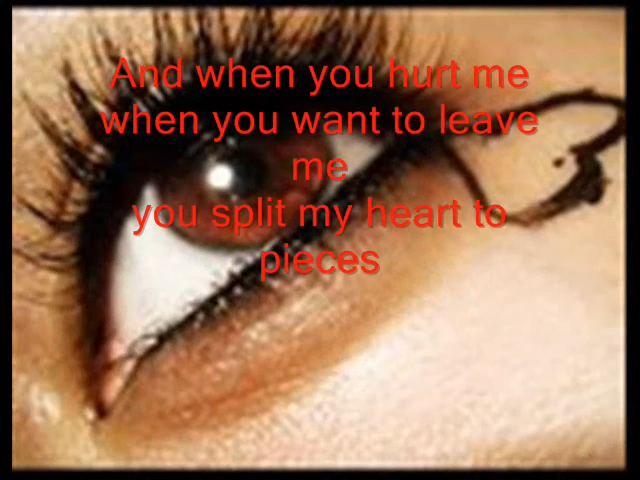 And when you hurt me
when you want to leave
me
you split my heart to
pieces